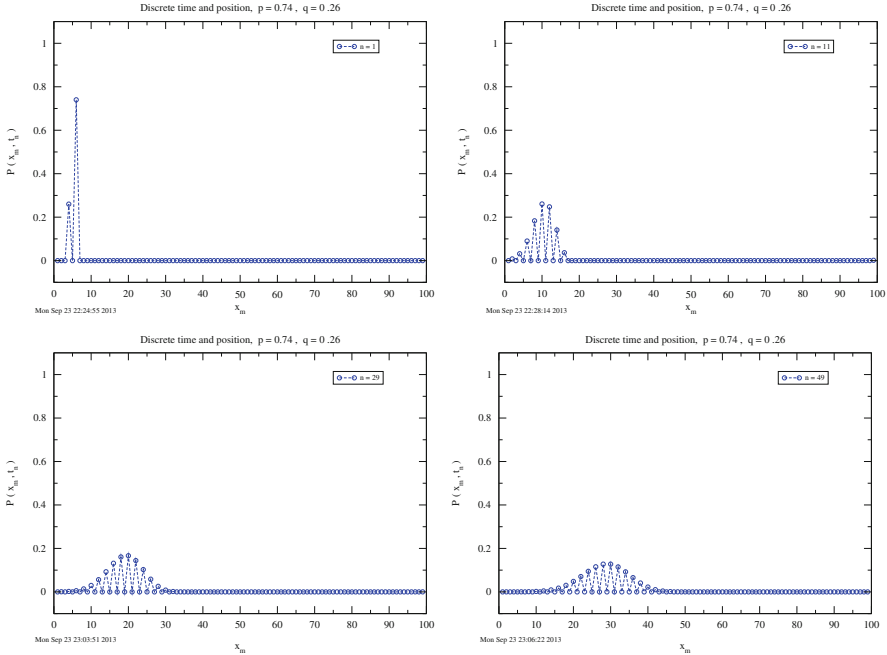 Discrete time and position, p = 0.74 , q = 0 .26
n = 1
1
0.8
0.6
0.4
0.2
0
P ( x_m , t_n )
0 10 20 30 40 50 60 70 80 90 100
x_m
Mon Sep 23 22:24:55 2013
Discrete time and position, p = 0.74 , q = 0 .26
n = 11
1
0.8
0.6
0.4
0.2
0
P ( x_m , t_n )
0 10 20 30 40 50 60 70 80 90 100
x_m
Mon Sep 23 22:28:14 2013
Discrete time and position, p = 0.74 , q = 0 .26
n = 29
1
0.8
0.6
0.4
0.2
0
P ( x_m , t_n )
0 10 20 30 40 50 60 70 80 90 100
x_m
Mon Sep 23 23:03:51 2013
Discrete time and position, p = 0.74 , q = 0 .26
n = 49
1
0.8
0.6
0.4
0.2
0
P ( x_m , t_n )
0 10 20 30 40 50 60 70 80 90 100
x_m
Mon Sep 23 23:06:22 2013